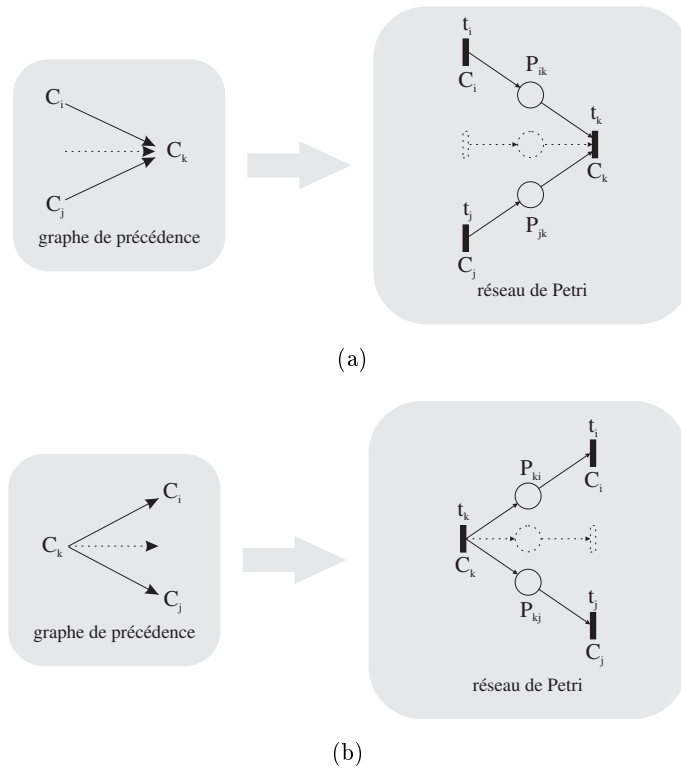 C_i
C_k
C_j
graphe de précédence
t_i
C_i
P_ik
t_k
C_k
t_j
C_j
P_jk
réseau de Petri
(a)
C_k
C_i
C_j
graphe de précédence
t_k
C_k
P_ki
t_i
C_i
P_kj
t_j
C_j
réseau de Petri
(b)